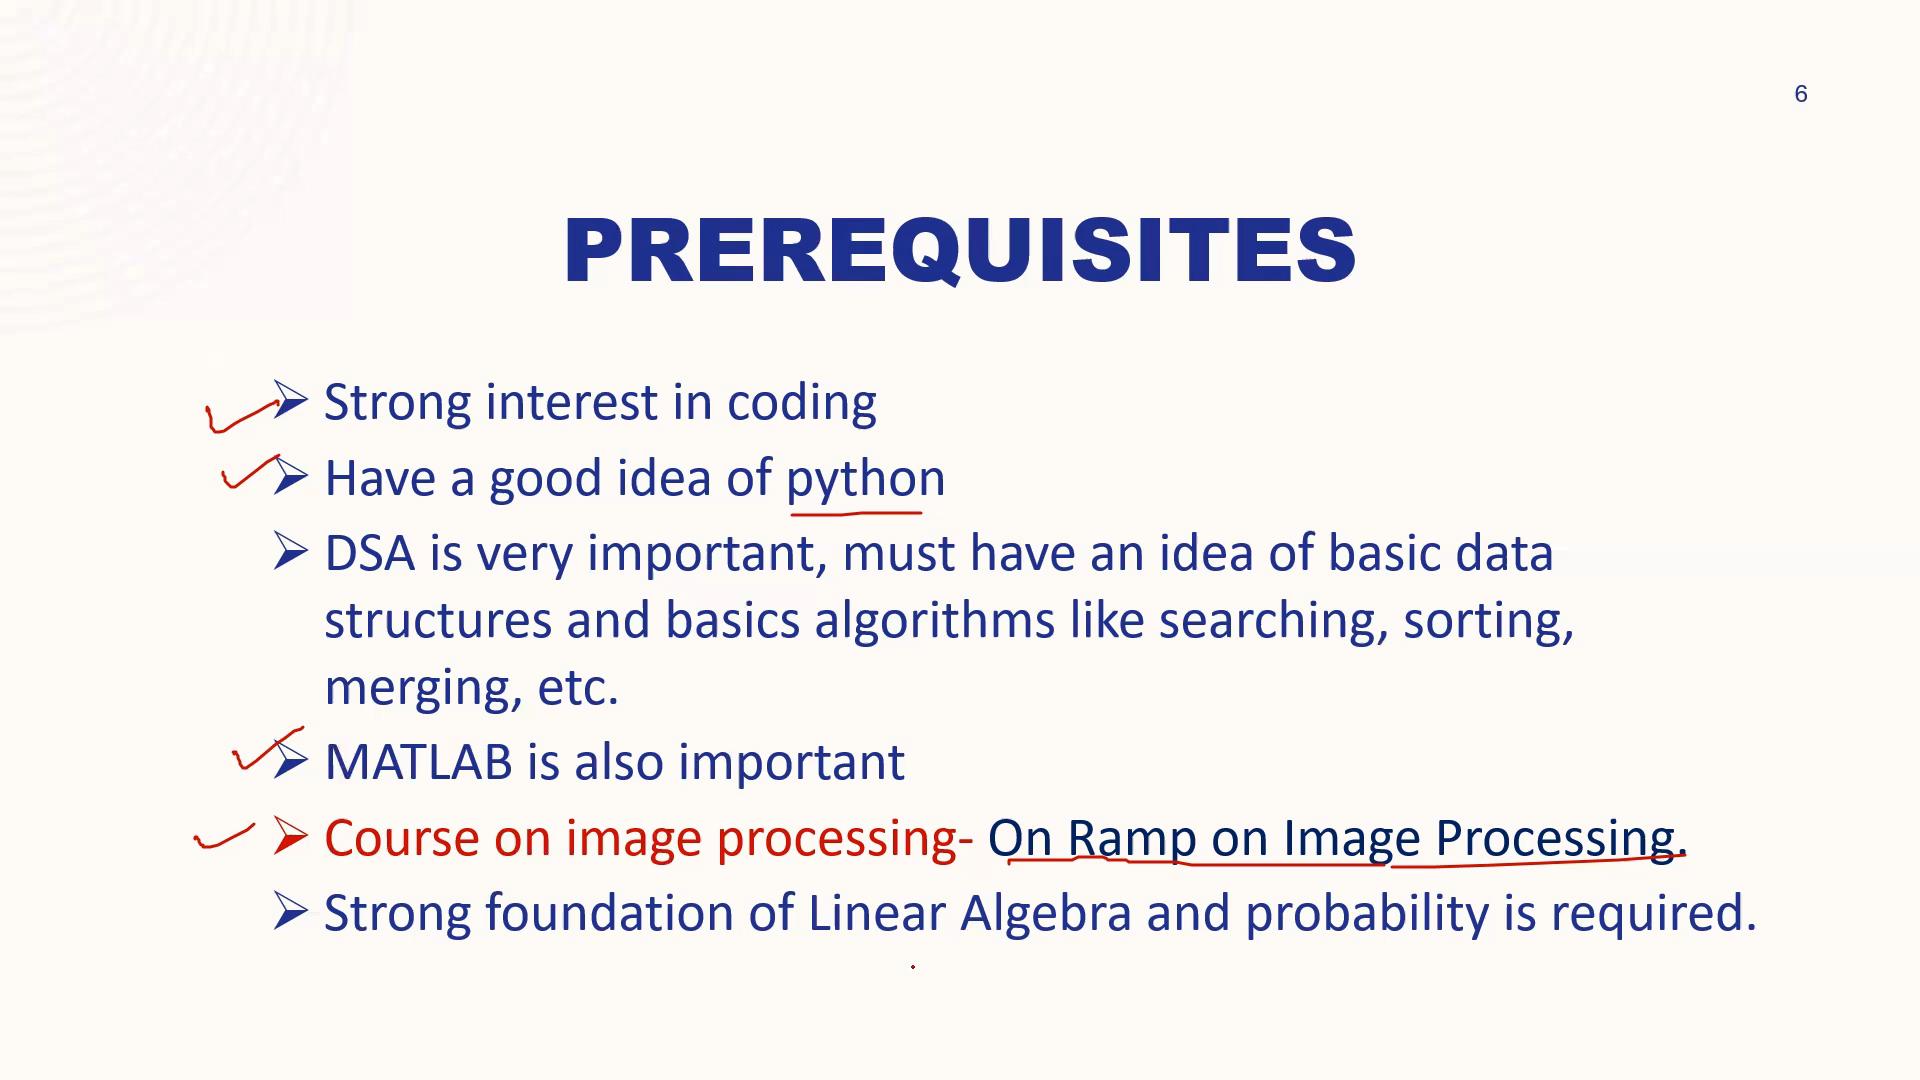 6
PREREQUISITES
➢ Strong interest in coding
➢ Have a good idea of python
➢ DSA is very important, must have an idea of basic data
structures and basics algorithms like searching, sorting,
merging, etc.
➢ MATLAB is also important
➢ Course on image processing- On Ramp on Image Processing.
➢ Strong foundation of Linear Algebra and probability is required.